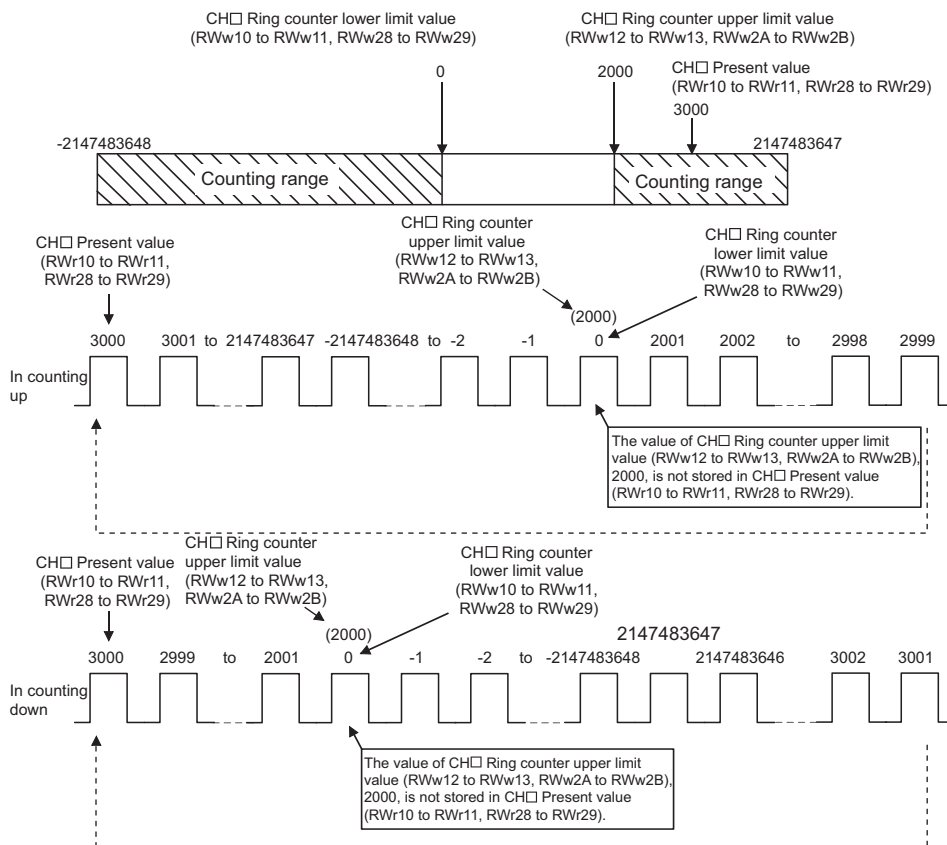 CH□ Ring counter lower limit value
(RWw10 to RWw11, RWw28 to RWw29)
CH□ Ring counter upper limit value
(RWw12 to RWw13, RWw2A to RWw2B)
0
2000
CH□ Present value
(RWr10 to RWr11, RWr28 to RWr29)
3000
-2147483648
2147483647
Counting range
Counting range
CH□ Present value
(RWr10 to RWr11,
RWr28 to RWr29)
CH□ Ring counter
upper limit value
(RWw12 to RWw13,
RWw2A to RWw2B)
CH□ Ring counter
lower limit value
(RWw10 to RWw11,
RWw28 to RWw29)
(2000)
3000 3001 to 2147483647 -2147483648 to -2 -1 0 2001 2002 to 2998 2999
In counting
up
The value of CH□ Ring counter upper limit
value (RWw12 to RWw13, RWw2A to RWw2B),
2000, is not stored in CH□ Present value
(RWr10 to RWr11, RWr28 to RWr29).
CH□ Present value
(RWr10 to RWr11,
RWr28 to RWr29)
CH□ Ring counter
upper limit value
(RWw12 to RWw13,
RWw2A to RWw2B)
CH□ Ring counter
lower limit value
(RWw10 to RWw11,
RWw28 to RWw29)
(2000)
2147483647
3000 2999 to 2001 0 -1 -2 to -2147483648 2147483646 3002 3001
In counting
down
The value of CH□ Ring counter upper limit
value (RWw12 to RWw13, RWw2A to RWw2B),
2000, is not stored in CH□ Present value
(RWr10 to RWr11, RWr28 to RWr29).